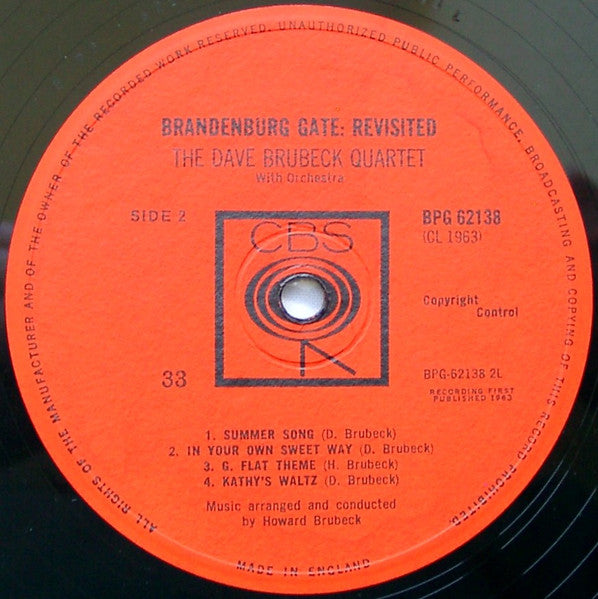 ALL RIGHTS OF THE MANUFACTURER AND OF THE OWNER OF THE RECORDED WORK RESERVED. UNAUTHORIZED PUBLIC PERFORMANCE, BROADCASTING AND COPYING OF THIS RECORD PROHIBITED.
BRANDENBURG GATE: REVISITED
THE DAVE BRUBECK QUARTET
With Orchestra
SIDE 2
BPG 62138
(CL 1963)
CBS
Copyright
Control
33
BPG-62138 2L
RECORDING FIRST
PUBLISHED 1963
1. SUMMER SONG (D. Brubeck)
2. IN YOUR OWN SWEET WAY (D. Brubeck)
3. G. FLAT THEME (H. Brubeck)
4. KATHY'S WALTZ (D. Brubeck)
Music arranged and conducted
by Howard Brubeck
MADE IN ENGLAND